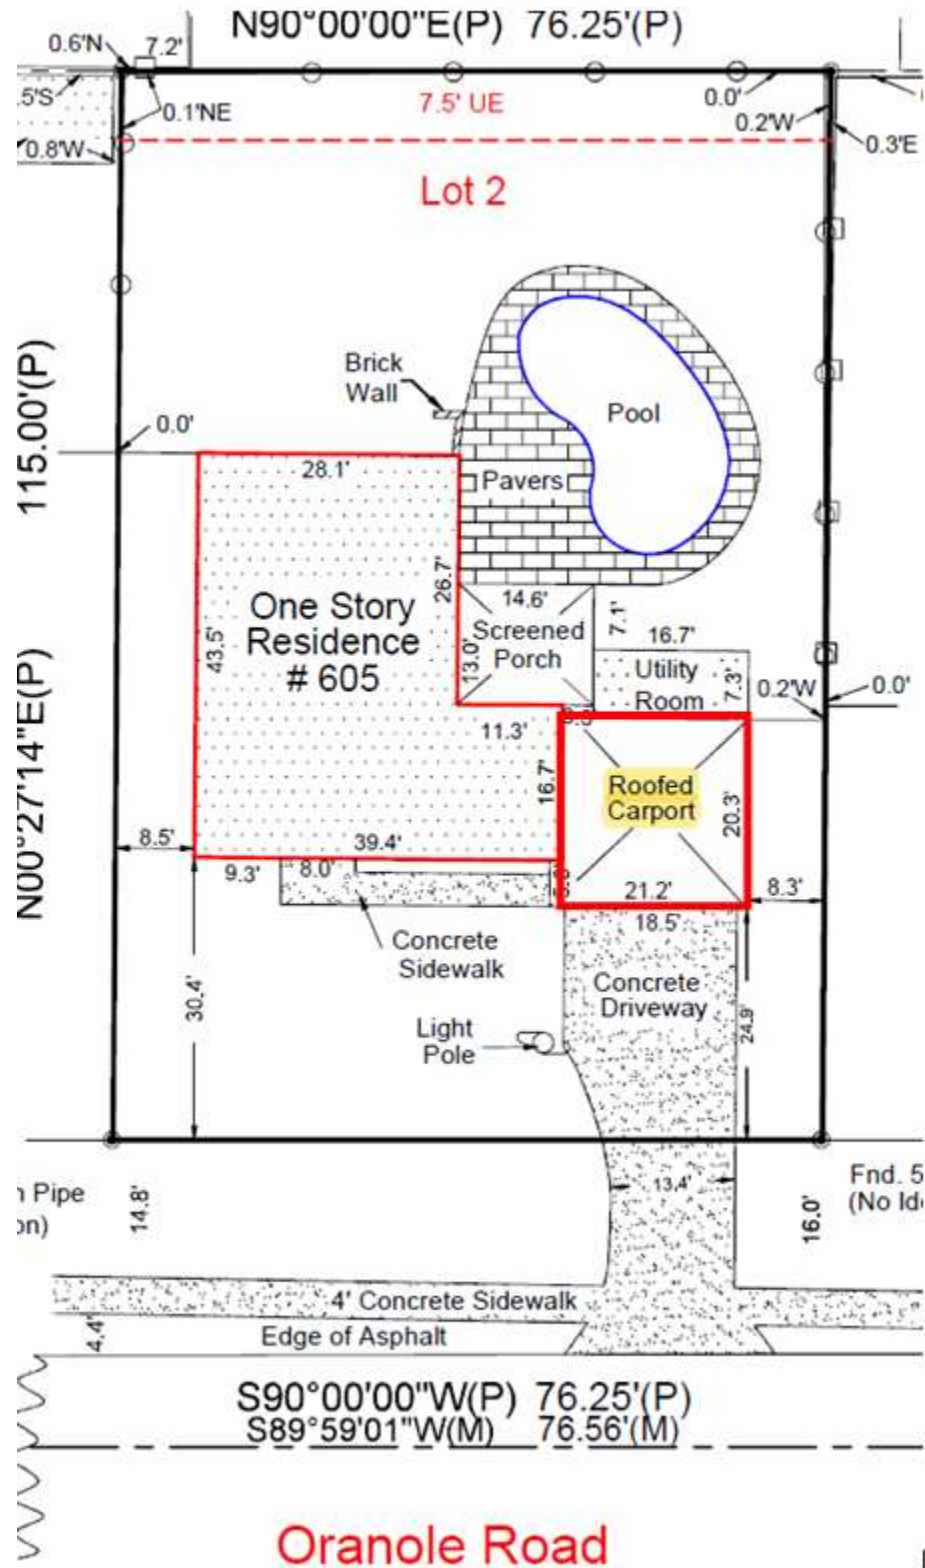 N90°00'00"E(P) 76.25'(P)
0.6'N
7.2'
.5'S
0.1'NE
0.8'W
7.5' UE
0.0'
0.2'W
0.3'E
Lot 2
115.00'(P)
N00°27'14"E(P)
0.0'
Brick
Wall
Pool
Pavers
28.1'
26.7'
43.5'
One Story
Residence
# 605
14.6'
Screened
Porch
13.0'
7.1'
16.7'
Utility
Room
7.3'
0.2'W
0.0'
11.3'
16.7'
Roofed
Carport
20.3'
21.2'
8.3'
8.5'
39.4'
9.3'
8.0'
18.5'
Concrete
Sidewalk
Concrete
Driveway
30.4'
24.9'
Light
Pole
13.4'
Pipe
14.8'
16.0'
Fnd. 5
(No Id
4' Concrete Sidewalk
4.4'
Edge of Asphalt
S90°00'00"W(P) 76.25'(P)
S89°59'01"W(M) 76.56'(M)
Oranole Road